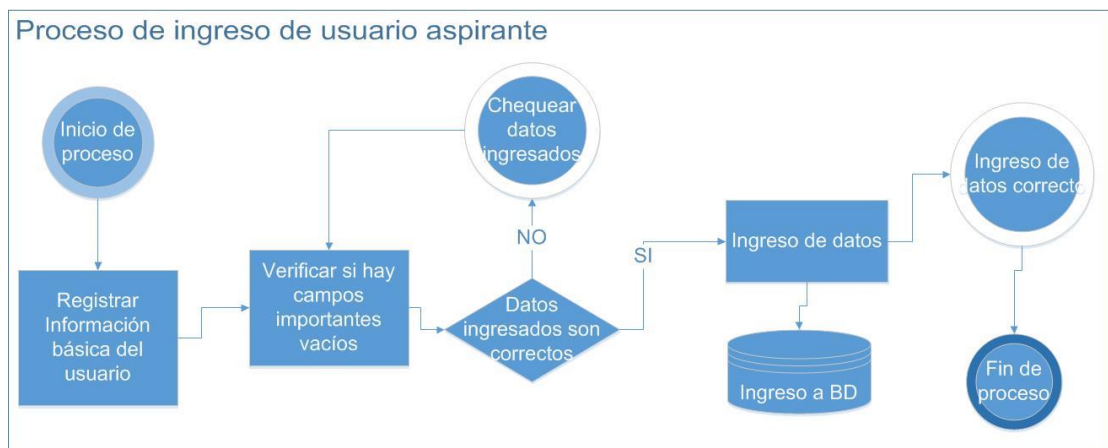 Proceso de ingreso de usuario aspirante
Inicio de
proceso
Registrar
Información
básica del
usuario
Verificar si hay
campos
importantes
vacíos
Chequear
datos
ingresados
NO
Datos
ingresados son
correctos
SI
Ingreso de datos
Ingreso a BD
Ingreso de
datos correcto
Fin de
proceso